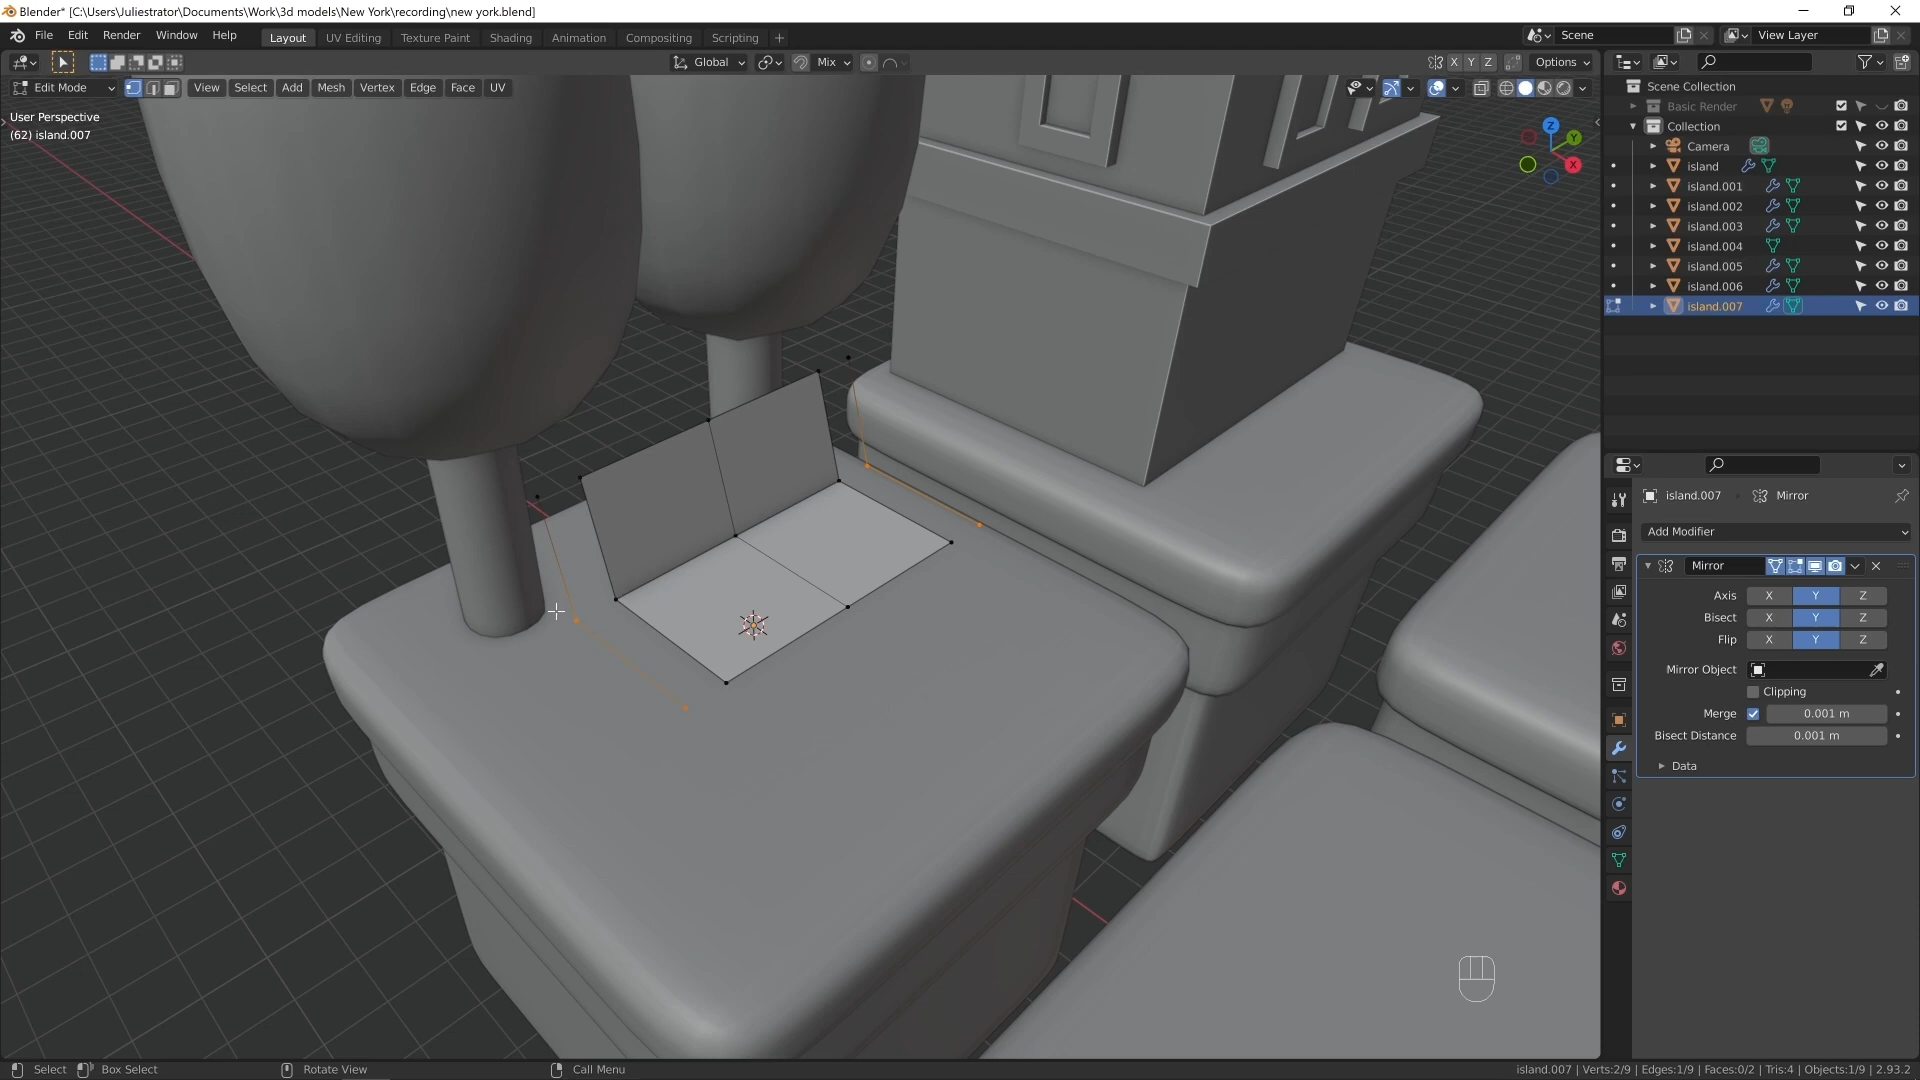 Blender* [C:\Users\Juliestrator\Documents\Work\3d models\New York\recording\new york.blend]
File Edit Render Window Help Layout UV Editing Texture Paint Shading Animation Compositing Scripting + Scene View Layer
Global Mix X Y Z Options
Edit Mode View Select Add Mesh Vertex Edge Face UV
User Perspective
(62) island.007
Z
Y
X
Scene Collection
Basic Render
Collection
Camera
island
island.001
island.002
island.003
island.004
island.005
island.006
island.007
island.007 Mirror
Add Modifier
Mirror
Axis X Y Z
Bisect X Y Z
Flip X Y Z
Mirror Object
Clipping
Merge 0.001 m
Bisect Distance 0.001 m
Data
Select Box Select Rotate View Call Menu island.007 | Verts:2/9 | Edges:1/9 | Faces:0/2 | Tris:4 | Objects:1/9 | 2.93.2